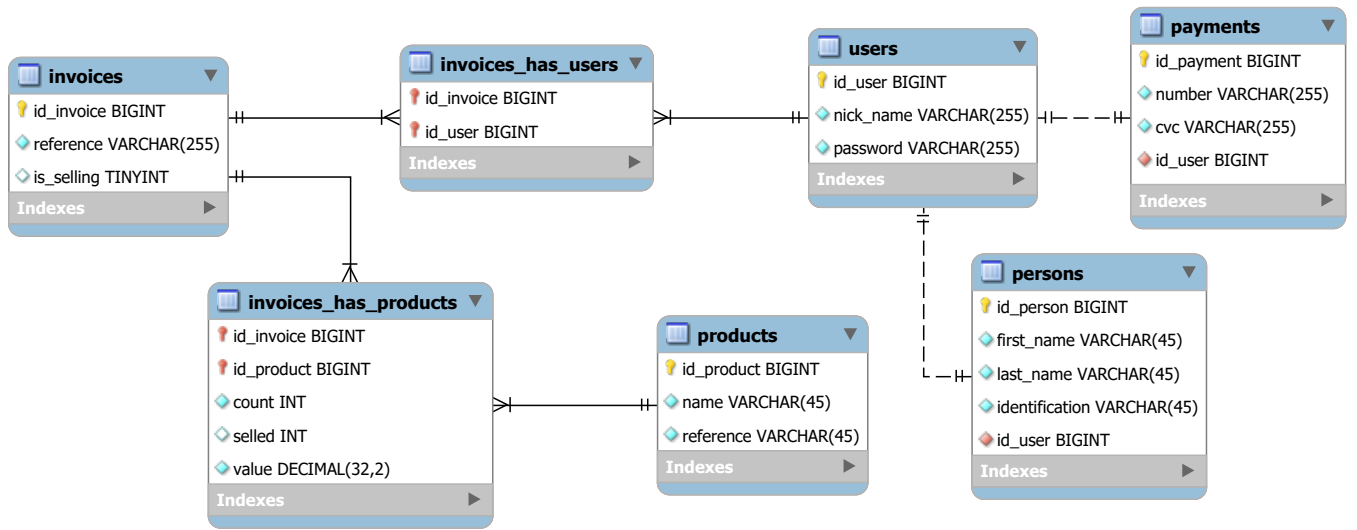 invoices
id_invoice BIGINT
reference VARCHAR(255)
is_selling TINYINT
Indexes
invoices_has_users
id_invoice BIGINT
id_user BIGINT
Indexes
users
id_user BIGINT
nick_name VARCHAR(255)
password VARCHAR(255)
Indexes
payments
id_payment BIGINT
number VARCHAR(255)
cvc VARCHAR(255)
id_user BIGINT
Indexes
invoices_has_products
id_invoice BIGINT
id_product BIGINT
count INT
selled INT
value DECIMAL(32,2)
Indexes
products
id_product BIGINT
name VARCHAR(45)
reference VARCHAR(45)
Indexes
persons
id_person BIGINT
first_name VARCHAR(45)
last_name VARCHAR(45)
identification VARCHAR(45)
id_user BIGINT
Indexes